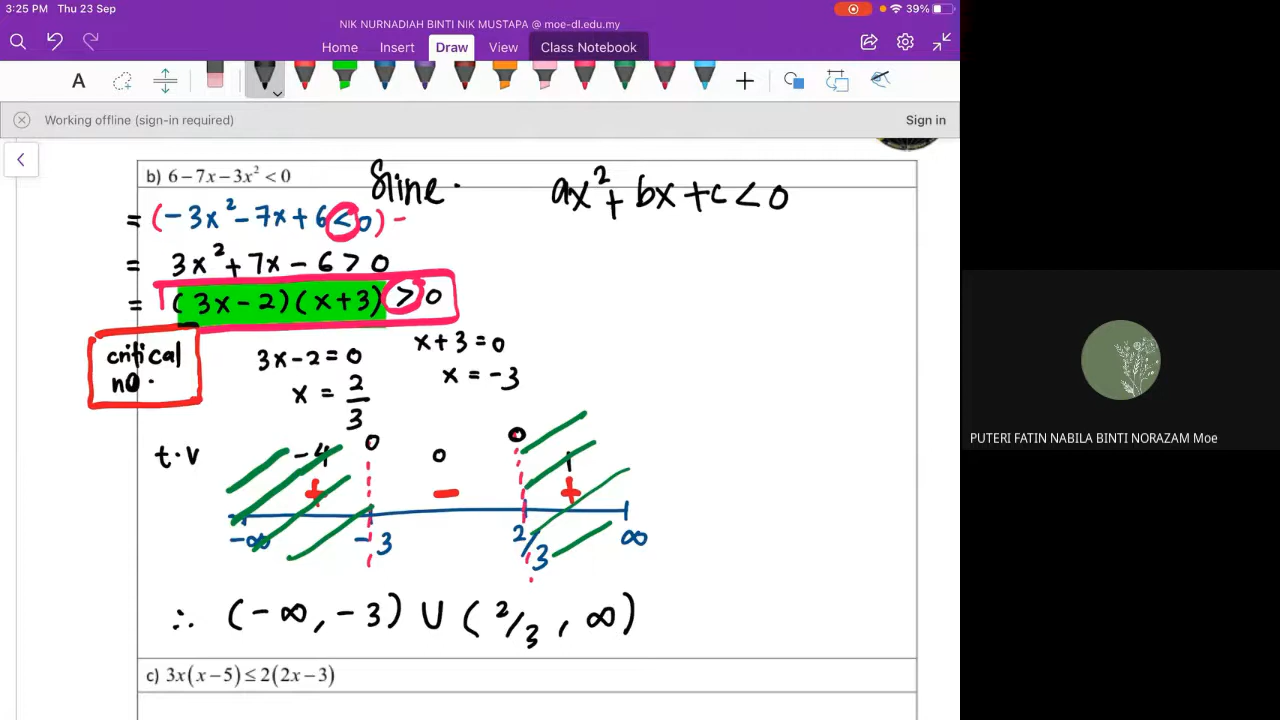 3:25 PM Thu 23 Sep
39%
NIK NURNADIAH BINTI NIK MUSTAPA @ moe-dl.edu.my
Home Insert Draw View Class Notebook
A
Working offline (sign-in required) Sign in
b) 6−7x−3x² < 0
ax² + bx + c < 0
= (−3x² − 7x + 6 < 0) −
= 3x² + 7x − 6 > 0
= (3x − 2)(x + 3) > 0
critical no.
3x − 2 = 0 x + 3 = 0
x = 2/3 x = −3
t.v −4 0 0 0 1
+ − +
−∞ −3 2/3 ∞
∴ (−∞, −3) ∪ (2/3, ∞)
c) 3x(x−5) ≤ 2(2x−3)
PUTERI FATIN NABILA BINTI NORAZAM Moe